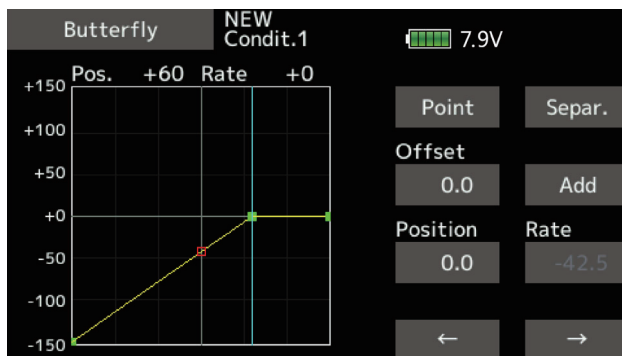 Butterfly
NEW
Condit.1
7.9V
Pos. +60 Rate +0
+150
+100
+50
+0
-50
-100
-150
Point Separ.
Offset
0.0 Add
Position Rate
0.0 -42.5
← →